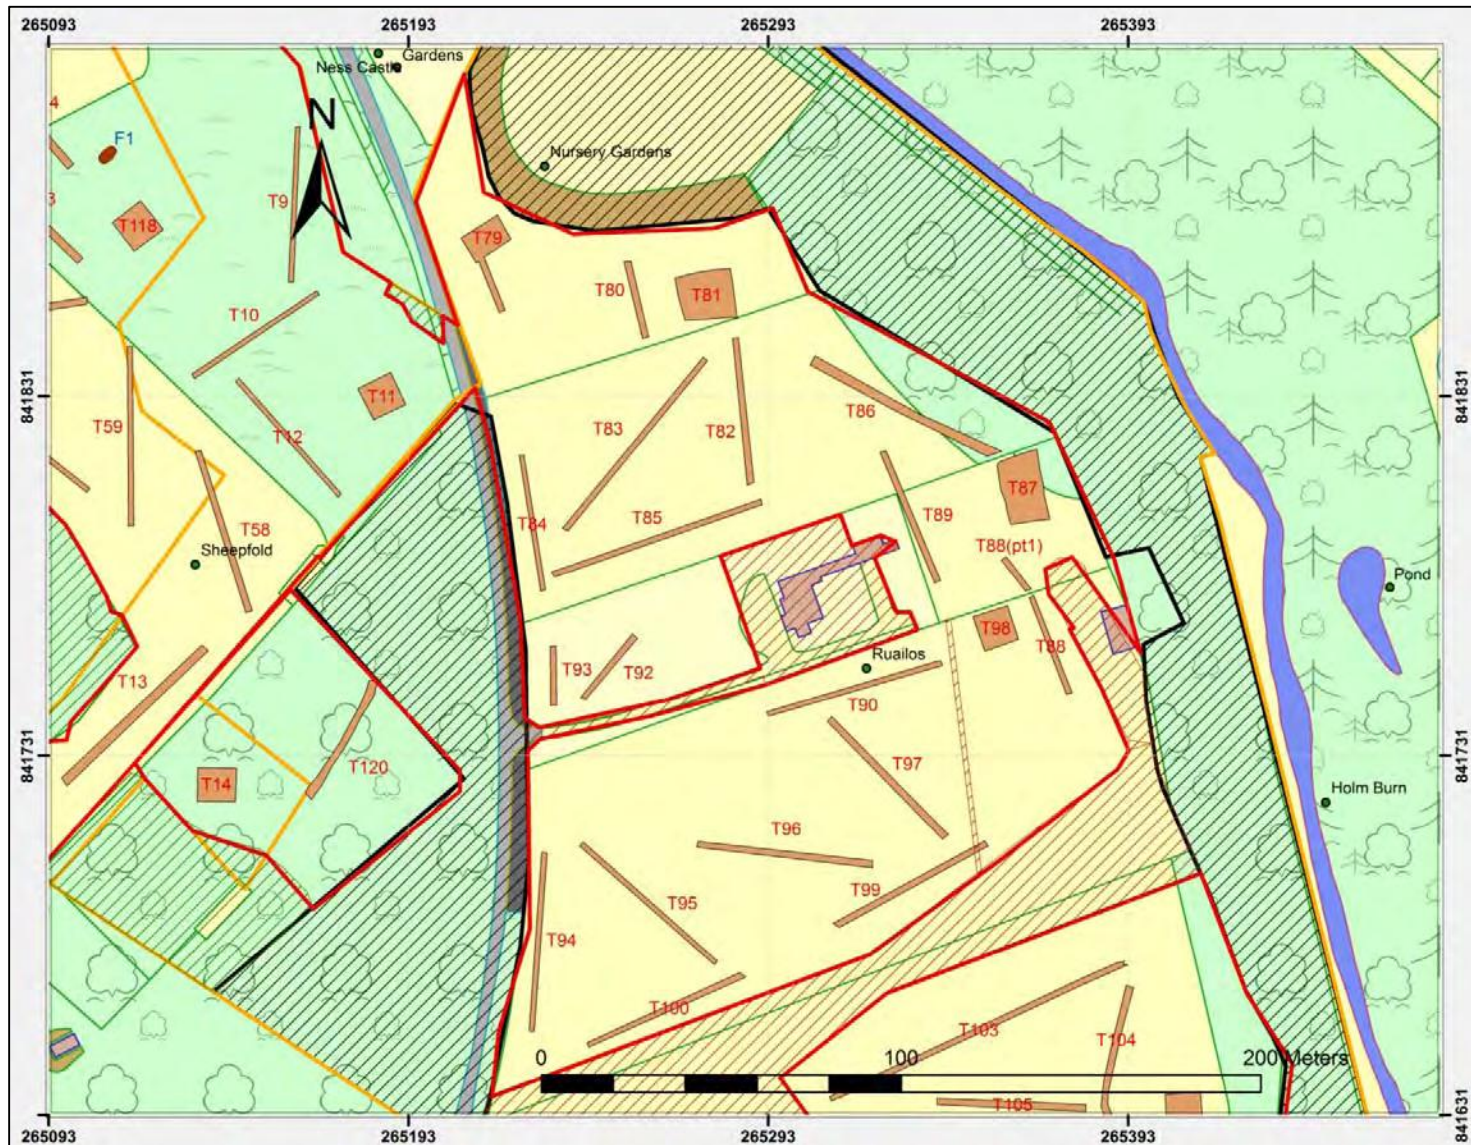 265093
265193
265293
265393
Gardens
Ness Castle
4
F1
N
Nursery Gardens
3
T9
T118
T79
T80
T81
T10
841831
841831
T11
T86
T59
T12
T83
T82
T87
T58
T84
T85
T89
Sheepfold
T88(pt1)
Pond
T98
T88
T93
T92
Ruailos
T13
T90
841731
841731
T120
T97
T14
Holm Burn
T96
T99
T95
T94
T100
T103
T104
0
100
200 Meters
T105
841631
265093
265193
265293
265393